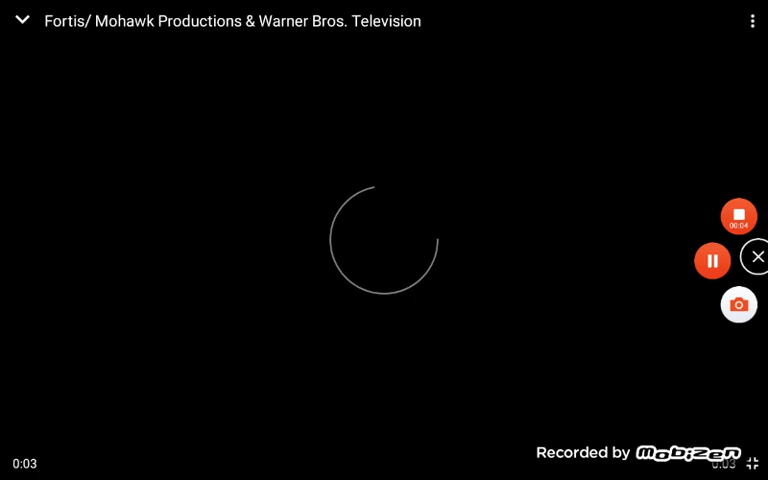 Fortis/ Mohawk Productions & Warner Bros. Television
00:04
Recorded by Mobizen
0:03
0:03